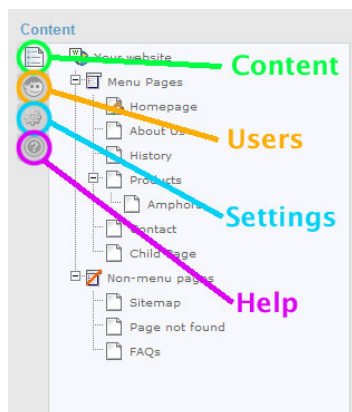 Content
Your website
Content
Menu Pages
Homepage
About Us
Users
History
Products
Amphora
Settings
Contact
Child Page
Non-menu pages
Sitemap
Help
Page not found
FAQs